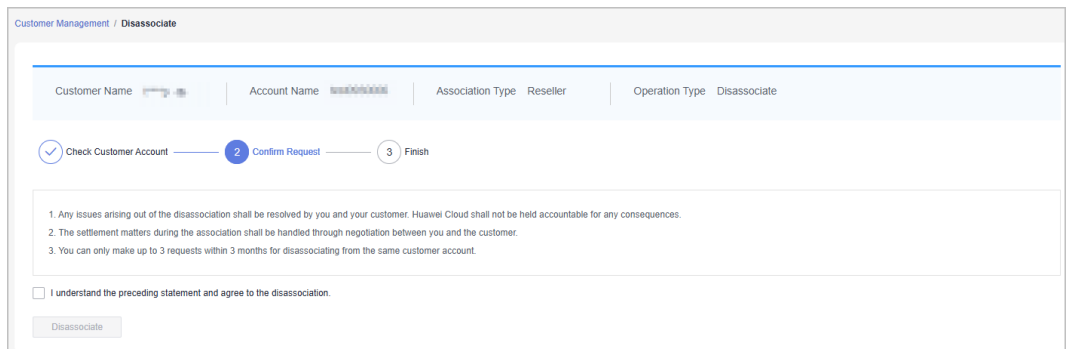 Customer Management / Disassociate
Customer Name
Account Name
Association Type Reseller
Operation Type Disassociate
Check Customer Account
2 Confirm Request
3 Finish
1. Any issues arising out of the disassociation shall be resolved by you and your customer. Huawei Cloud shall not be held accountable for any consequences.
2. The settlement matters during the association shall be handled through negotiation between you and the customer.
3. You can only make up to 3 requests within 3 months for disassociating from the same customer account.
I understand the preceding statement and agree to the disassociation.
Disassociate